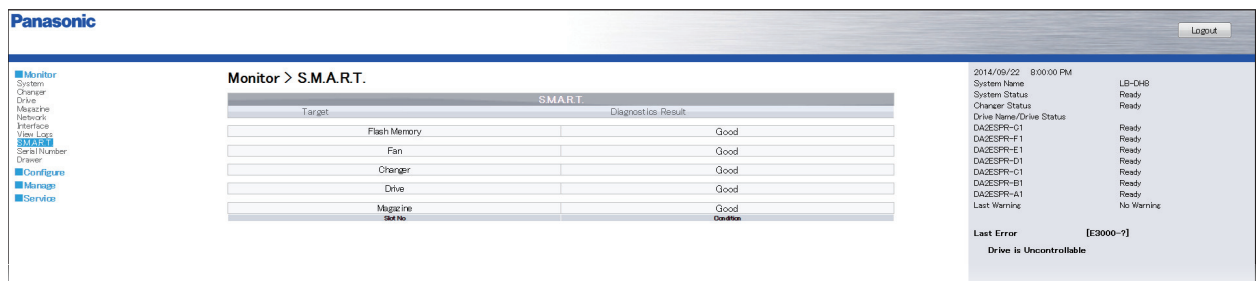 Panasonic
Logout
Monitor
System
Changer
Drive
Magazine
Network
Interface
View Logs
SMART
Serial Number
Drawer
Configure
Manage
Service
Monitor > S.M.A.R.T.
S.M.A.R.T.
Target Diagnostics Result
Flash Memory Good
Fan Good
Changer Good
Drive Good
Magazine Good
Slot No Condition
2014/09/22 8:00:00 PM
System Name LB-DH8
System Status Ready
Changer Status Ready
Drive Name/Drive Status
DA2ESPR-G1 Ready
DA2ESPR-F1 Ready
DA2ESPR-E1 Ready
DA2ESPR-D1 Ready
DA2ESPR-C1 Ready
DA2ESPR-B1 Ready
DA2ESPR-A1 Ready
Last Warning No Warning
Last Error [E3000-?]
Drive is Uncontrollable